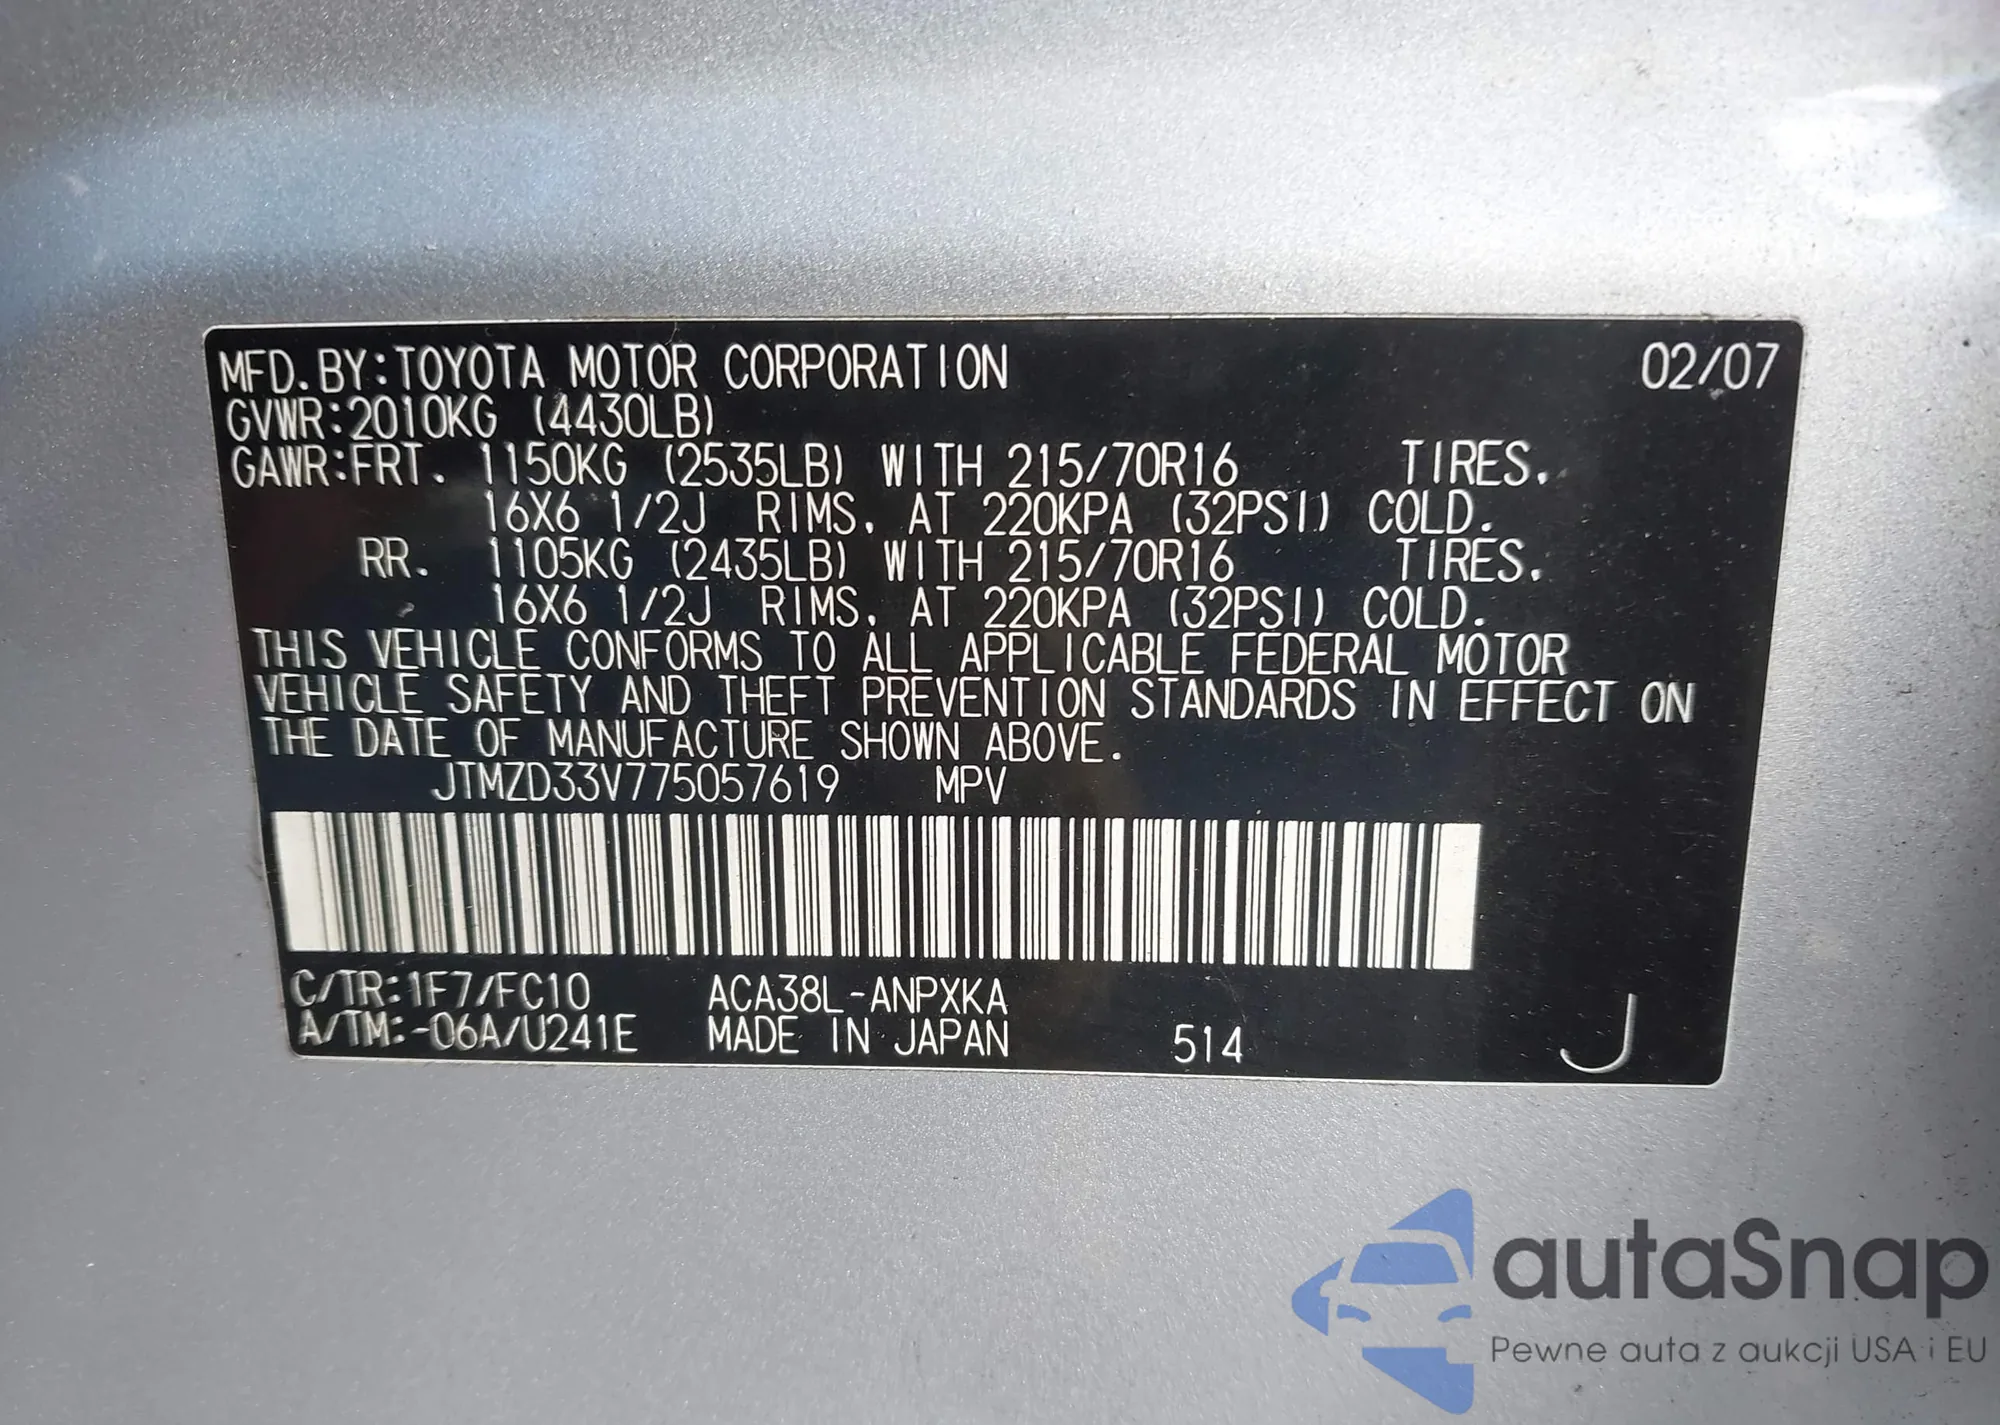 MFD. BY:TOYOTA MOTOR CORPORATION 02/07
GVWR:2010KG (4430LB)
GAWR:FRT. 1150KG (2535LB) WITH 215/70R16 TIRES.
16X6 1/2J RIMS, AT 220KPA (32PSI) COLD.
RR. 1105KG (2435LB) WITH 215/70R16 TIRES.
16X6 1/2J RIMS, AT 220KPA (32PSI) COLD.
THIS VEHICLE CONFORMS TO ALL APPLICABLE FEDERAL MOTOR
VEHICLE SAFETY AND THEFT PREVENTION STANDARDS IN EFFECT ON
THE DATE OF MANUFACTURE SHOWN ABOVE.
JTMZD33V775057619 MPV
C/TR:1F7/FC10 ACA38L-ANPXKA
A/TM:-06A/U241E MADE IN JAPAN 514 J
autaSnap
Pewne auta z aukcji USA i EU